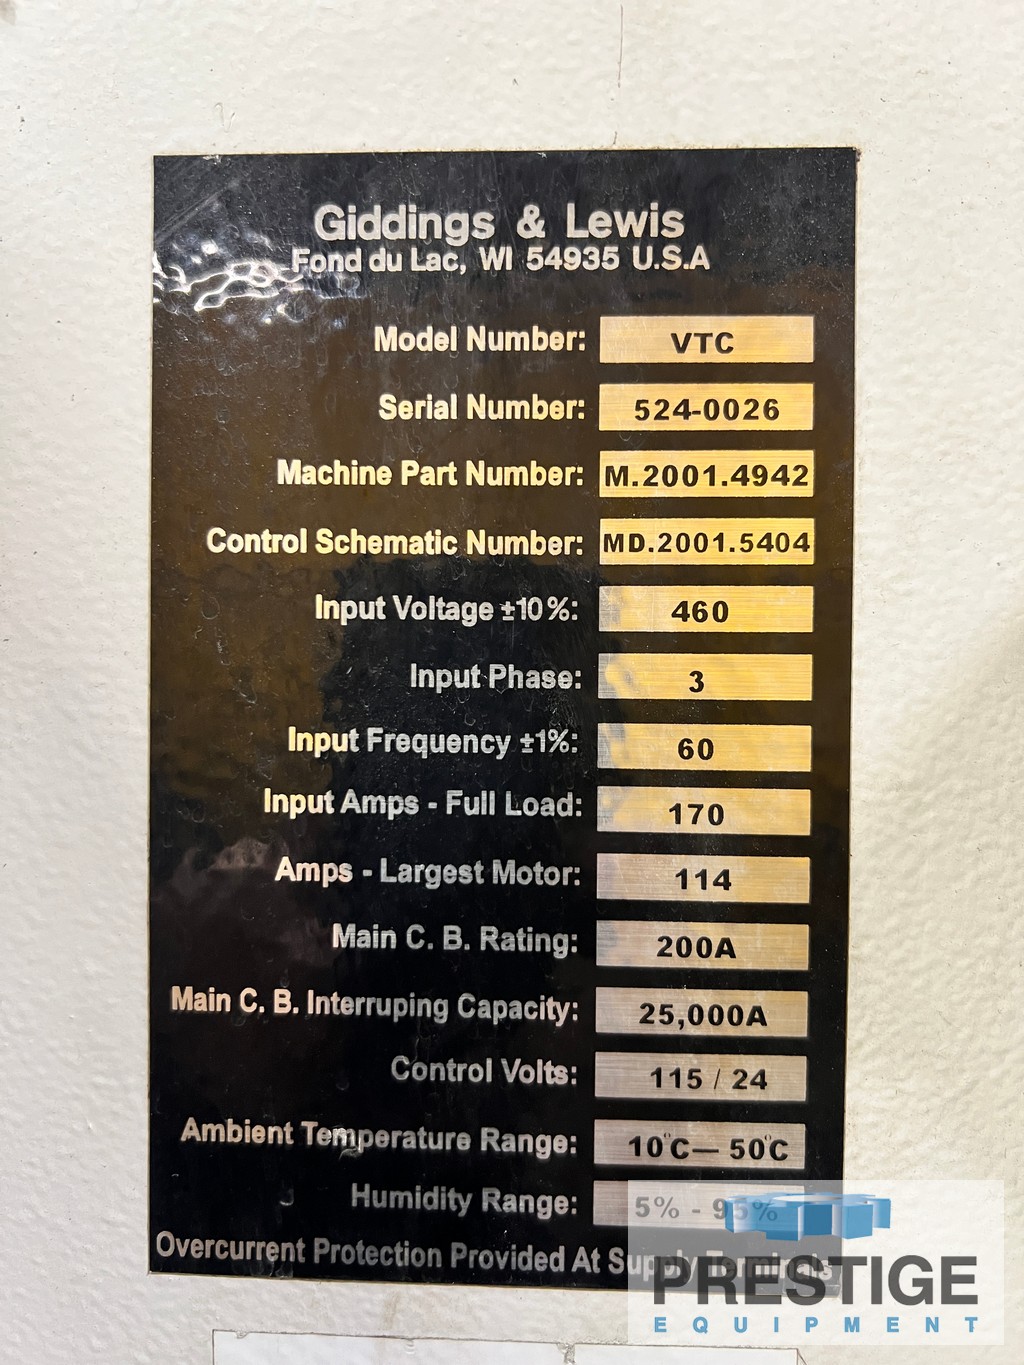 Giddings & Lewis
Fond du Lac, WI 54935 U.S.A
Model Number: VTC
Serial Number: 524-0026
Machine Part Number: M.2001.4942
Control Schematic Number: MD.2001.5404
Input Voltage ±10%: 460
Input Phase: 3
Input Frequency ±1%: 60
Input Amps - Full Load: 170
Amps - Largest Motor: 114
Main C. B. Rating: 200A
Main C. B. Interruping Capacity: 25,000A
Control Volts: 115 / 24
Ambient Temperature Range: 10°C— 50°C
Humidity Range: 5% - 95%
Overcurrent Protection Provided At Supply Terminals
PRESTIGE
EQUIPMENT